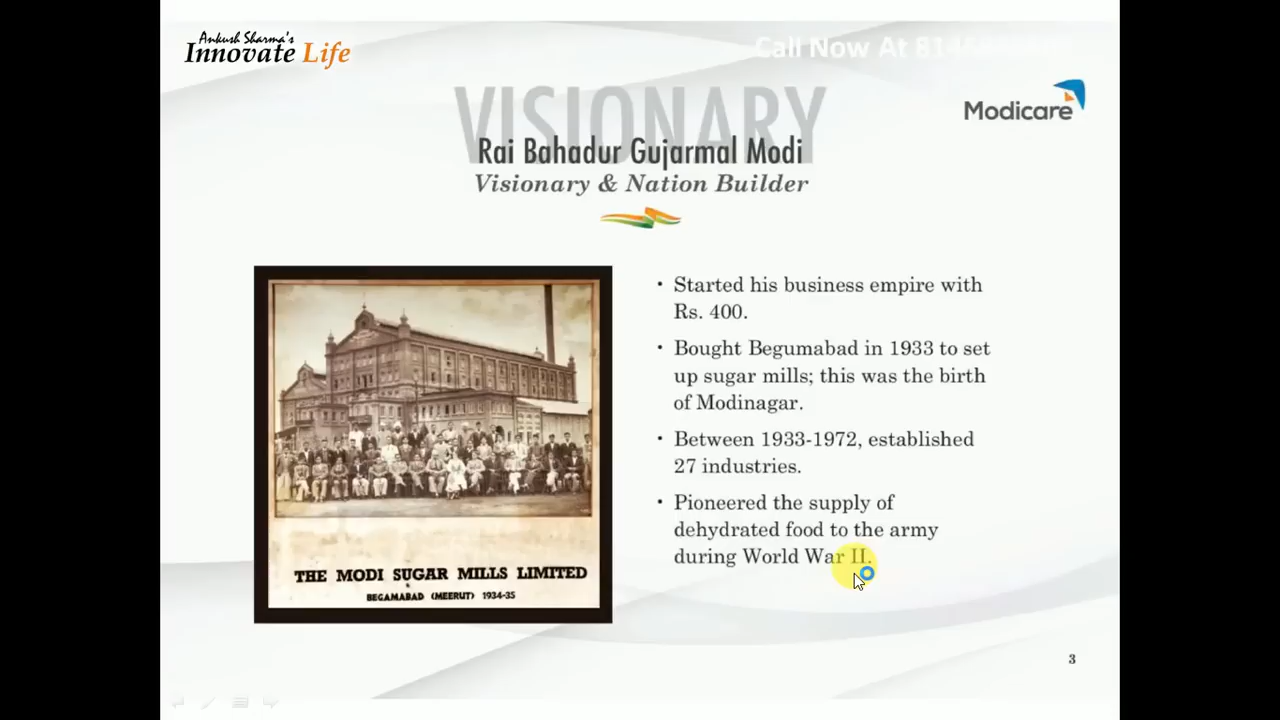 Ankush Sharma's
Innovate Life
Call Now At
Modicare
VISIONARY
Rai Bahadur Gujarmal Modi
Visionary & Nation Builder
• Started his business empire with
Rs. 400.
• Bought Begumabad in 1933 to set
up sugar mills; this was the birth
of Modinagar.
• Between 1933-1972, established
27 industries.
• Pioneered the supply of
dehydrated food to the army
during World War II.
THE MODI SUGAR MILLS LIMITED
BEGAMABAD (MEERUT) 1934-35
3